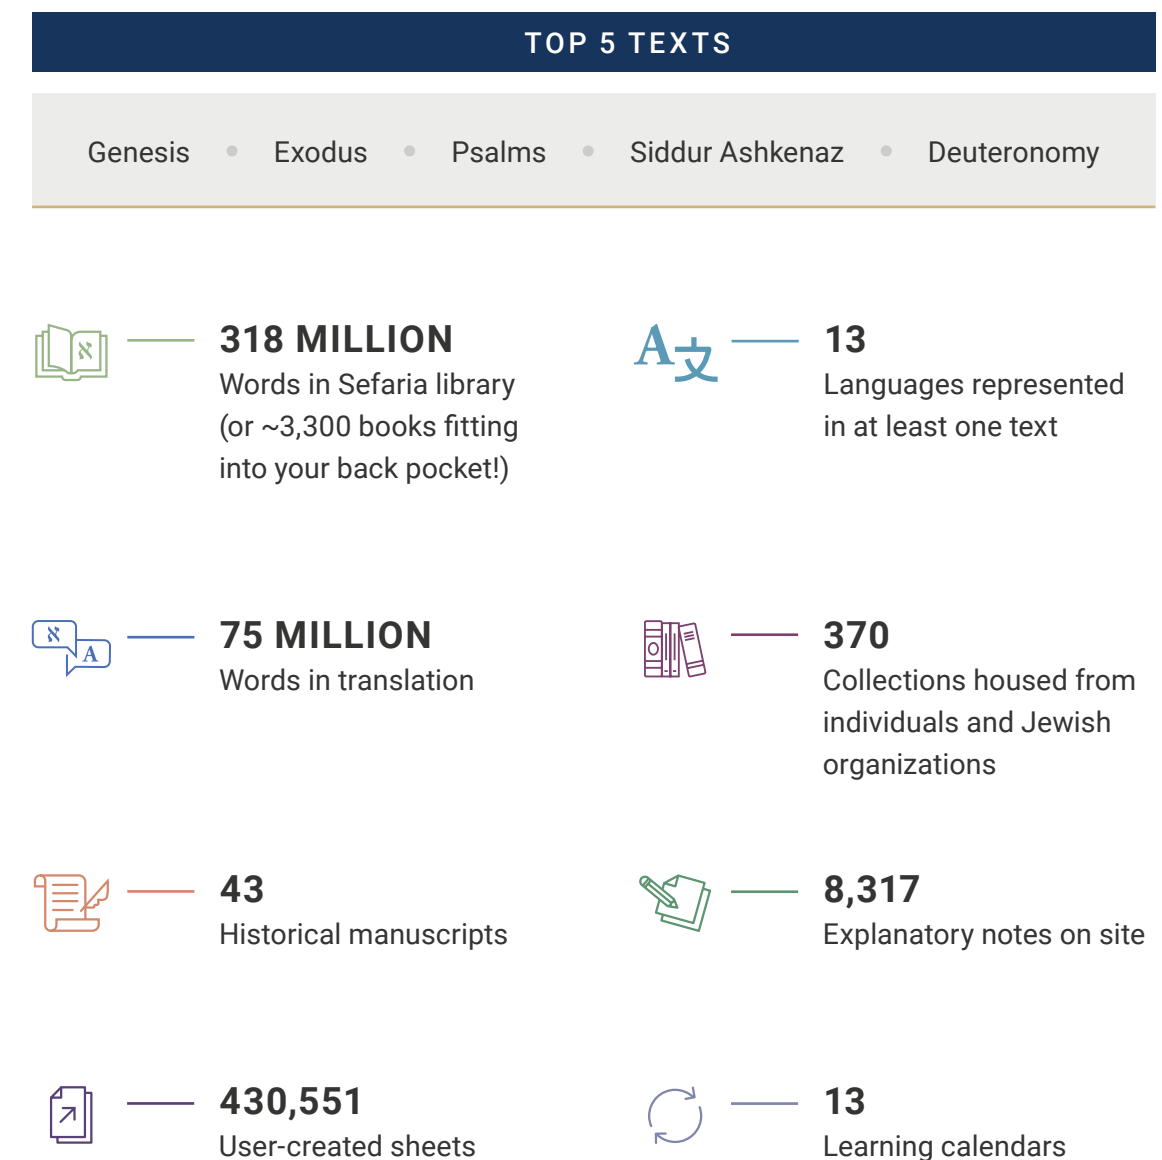 TOP 5 TEXTS
Genesis • Exodus • Psalms • Siddur Ashkenaz • Deuteronomy
318 MILLION
Words in Sefaria library
(or ~3,300 books fitting
into your back pocket!)
A文
13
Languages represented
in at least one text
א A
75 MILLION
Words in translation
370
Collections housed from
individuals and Jewish
organizations
43
Historical manuscripts
8,317
Explanatory notes on site
430,551
User-created sheets
13
Learning calendars